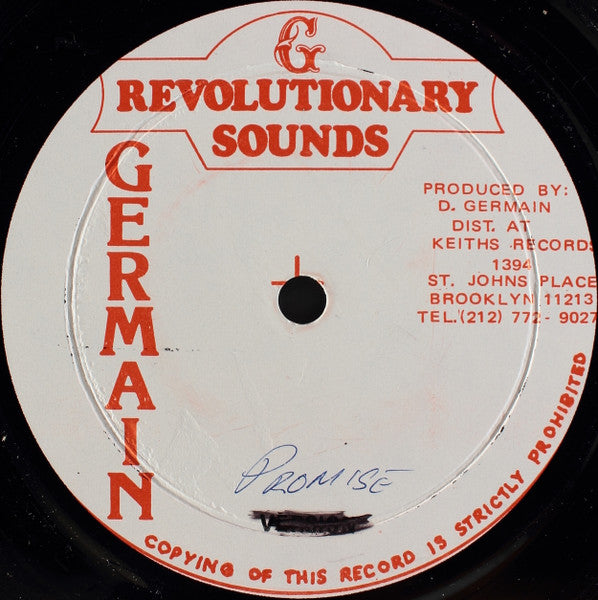 G
REVOLUTIONARY
SOUNDS
GERMAIN
PRODUCED BY:
D. GERMAIN
DIST. AT
KEITHS RECORDS
1394
ST. JOHNS PLACE
BROOKLYN 11213
TEL.(212) 772-9027
PROMISE
COPYING OF THIS RECORD IS STRICTLY PROHIBITED